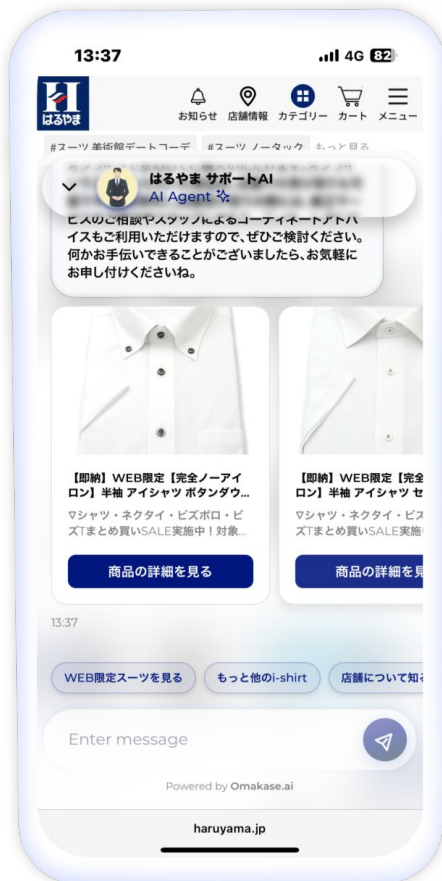 13:37
4G 82
はるやま
お知らせ 店舗情報 カテゴリー カート メニュー
#スーツ 美術館デートコーデ #スーツ ノータック もっと見る
はるやま サポートAI
AI Agent
ビスのご相談やスタッフによるコーディネートアドバ
イスもご利用いただけますので、ぜひご検討ください。
何かお手伝いできることがございましたら、お気軽に
お申し付けくださいね。
【即納】WEB限定【完全ノーアイ
ロン】半袖 アイシャツ ボタンダウ...
▽シャツ・ネクタイ・ビズポロ・ビ
ズTまとめ買いSALE実施中！対象...
商品の詳細を見る
【即納】WEB限定【完全
ロン】半袖 アイシャツ セ
▽シャツ・ネクタイ・ビズ
ズTまとめ買いSALE実施
商品の詳細を見
13:37
WEB限定スーツを見る もっと他のi-shirt 店舗について知
Enter message
Powered by Omakase.ai
haruyama.jp